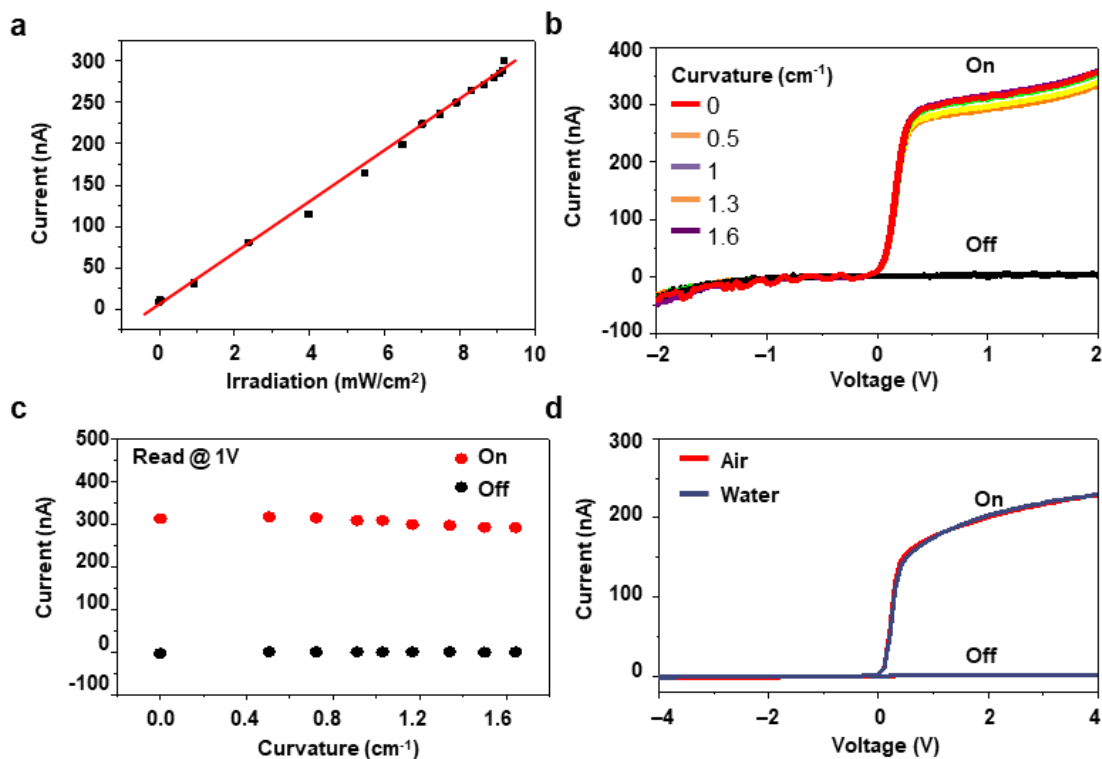 a
Current (nA)
300
250
200
150
100
50
0
0
2
4
6
8
10
Irradiation (mW/cm²)
b
Current (nA)
400
300
200
100
0
-100
Curvature (cm⁻¹)
0
0.5
1
1.3
1.6
On
Off
−2
−1
0
1
2
Voltage (V)
c
Current (nA)
500
400
300
200
100
0
-100
Read @ 1V
On
Off
0.0
0.4
0.8
1.2
1.6
Curvature (cm⁻¹)
d
Current (nA)
300
200
100
0
Air
Water
On
Off
−4
−2
0
2
4
Voltage (V)